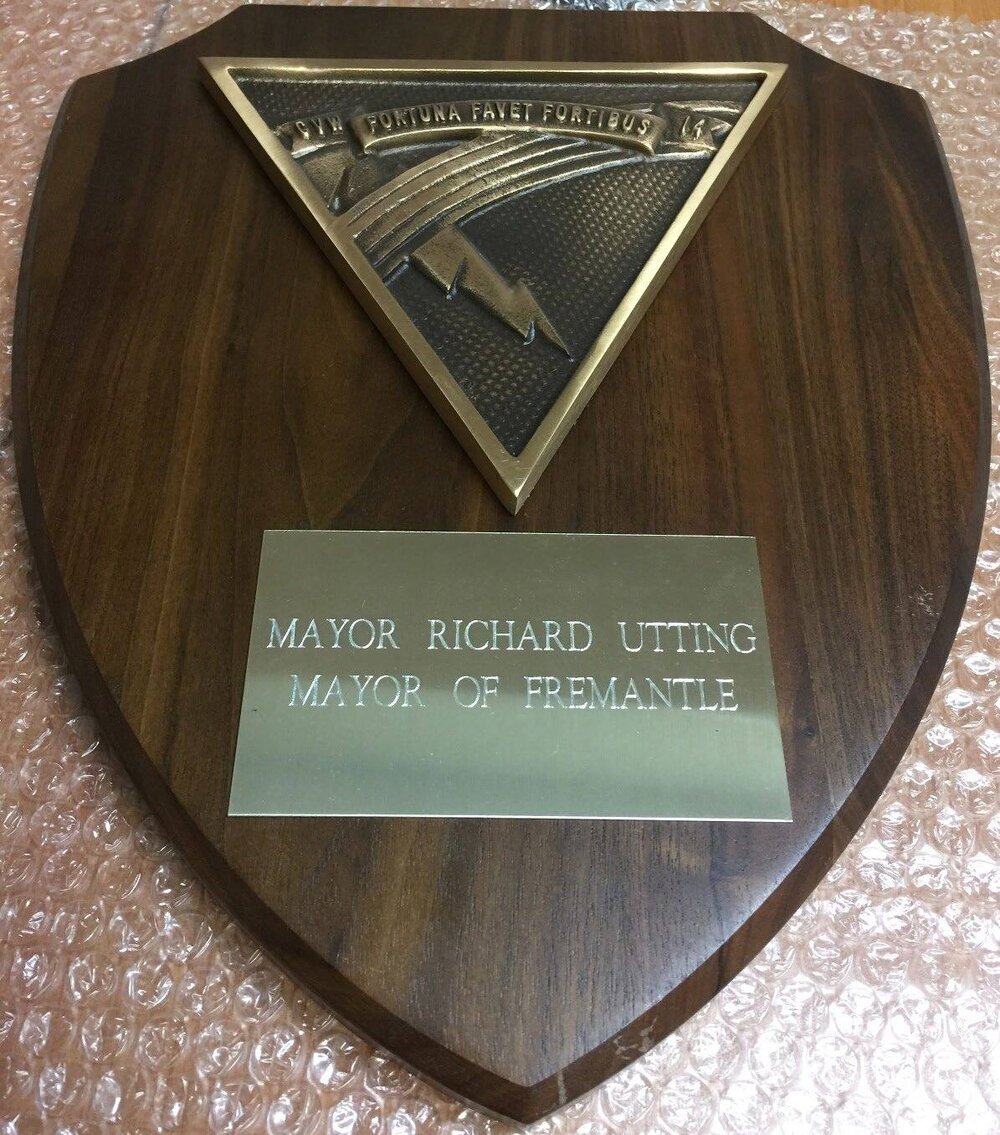 CVW FORTUNA FAVET FORTIBUS 14
MAYOR RICHARD UTTING
MAYOR OF FREMANTLE